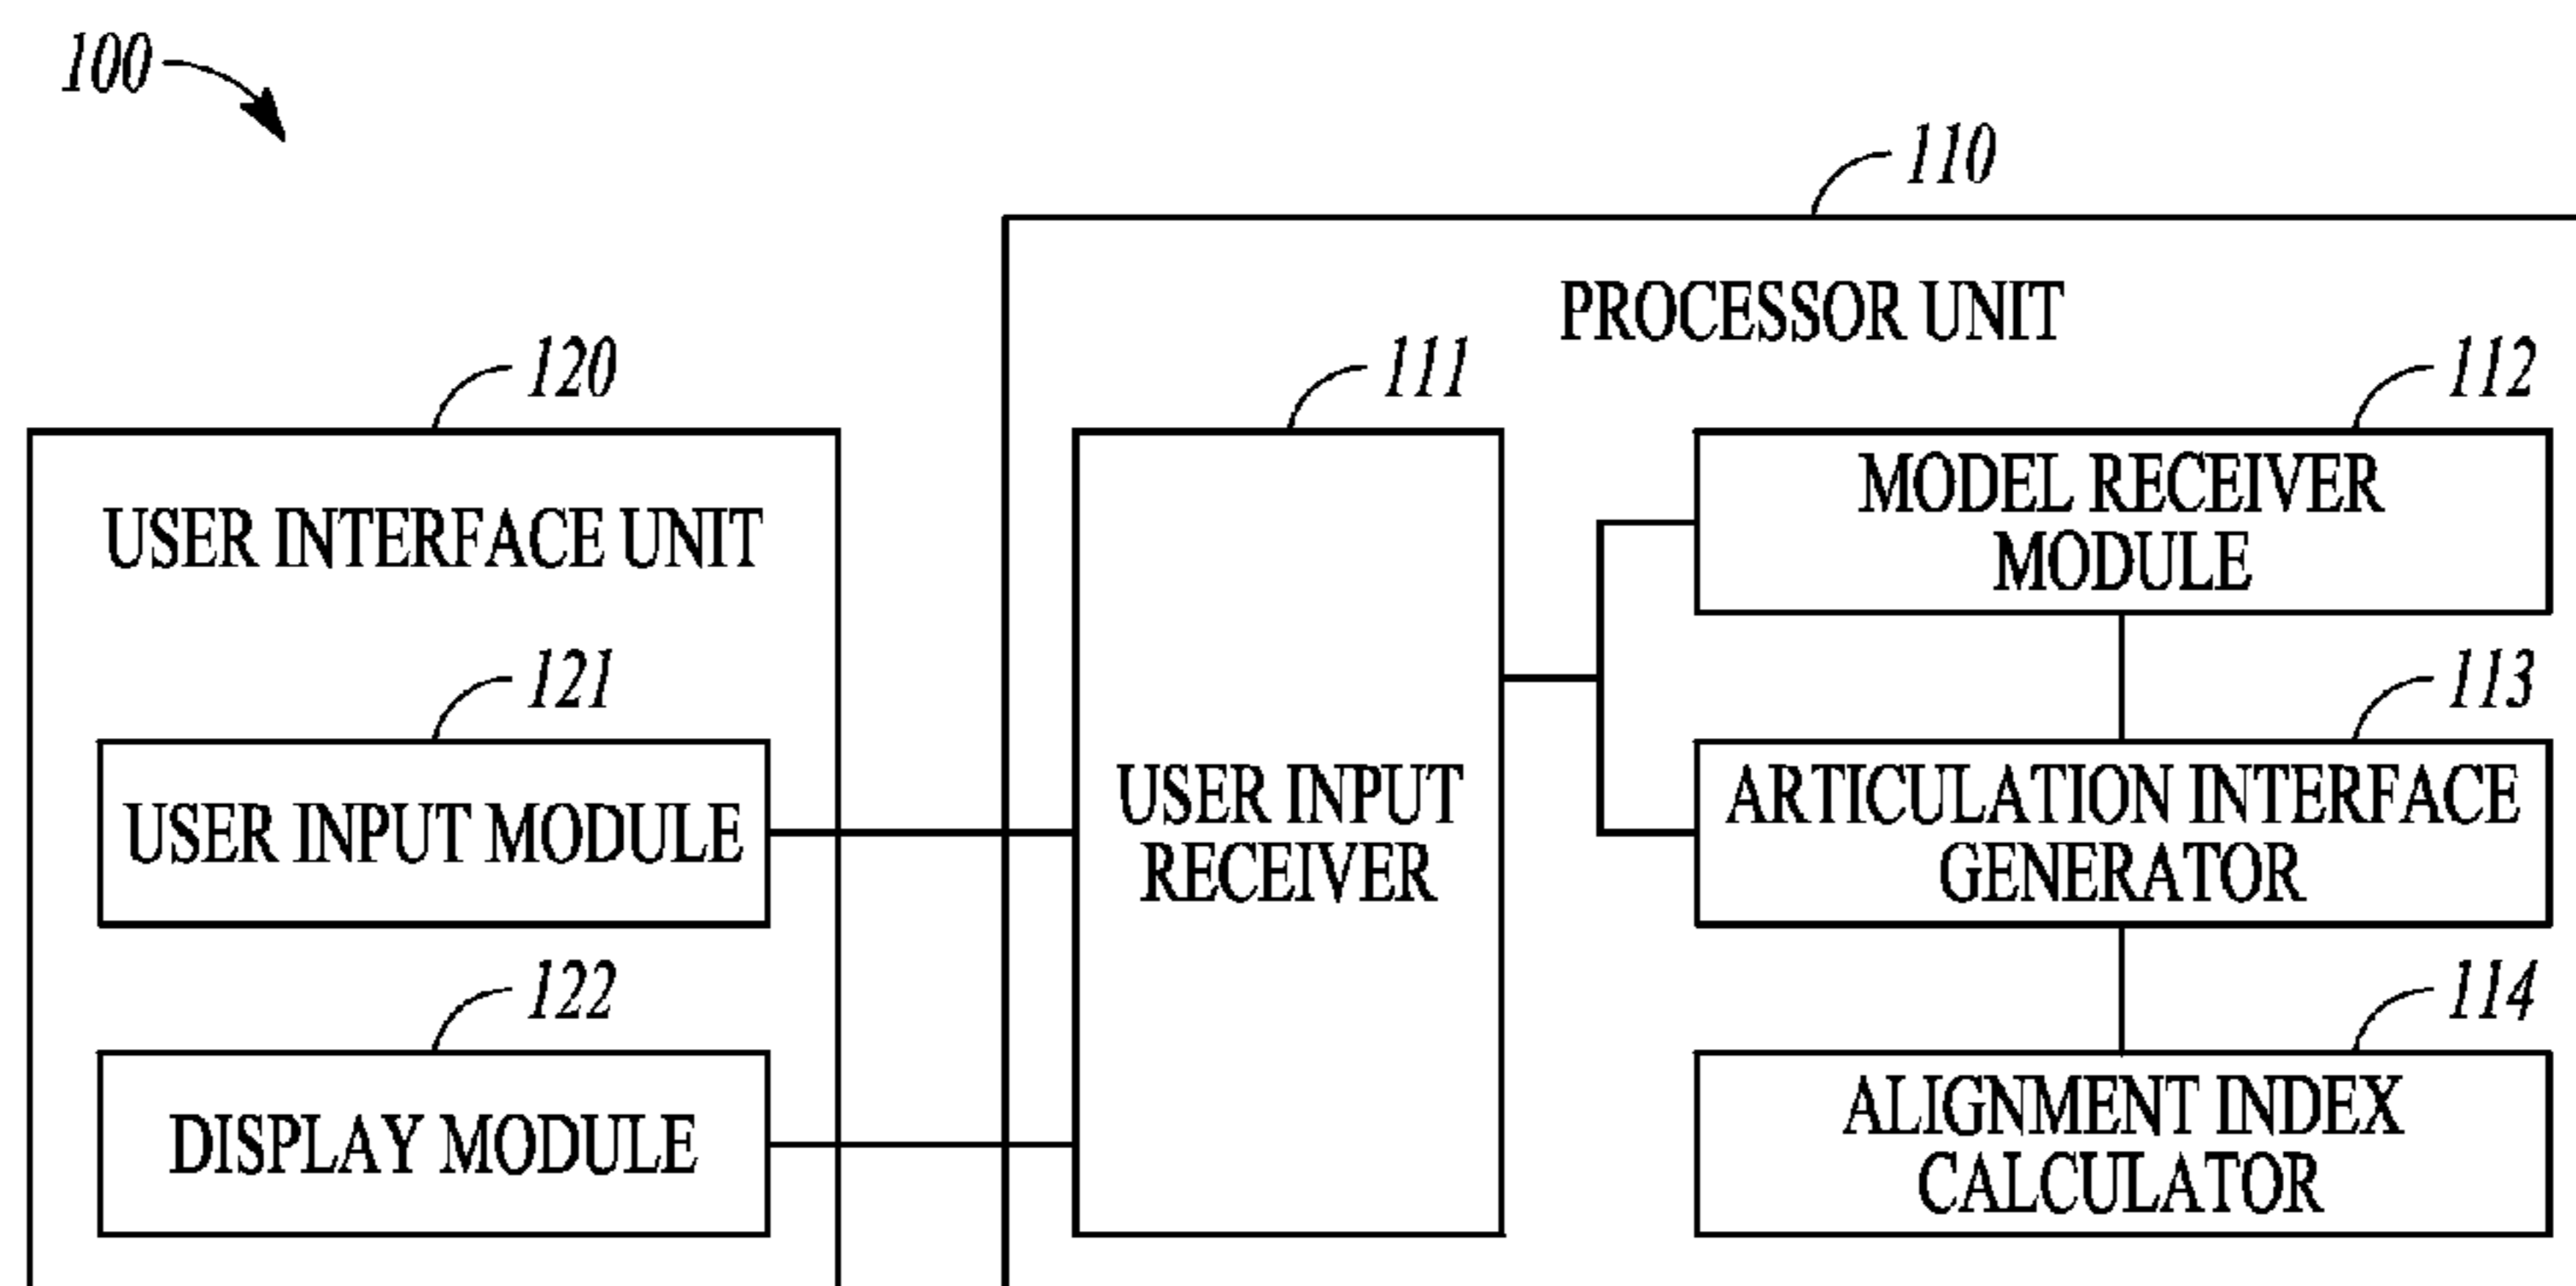 100
110
PROCESSOR UNIT
120
111
112
USER INTERFACE UNIT
MODEL RECEIVER
MODULE
121
113
USER INPUT MODULE
USER INPUT
RECEIVER
ARTICULATION INTERFACE
GENERATOR
122
114
DISPLAY MODULE
ALIGNMENT INDEX
CALCULATOR